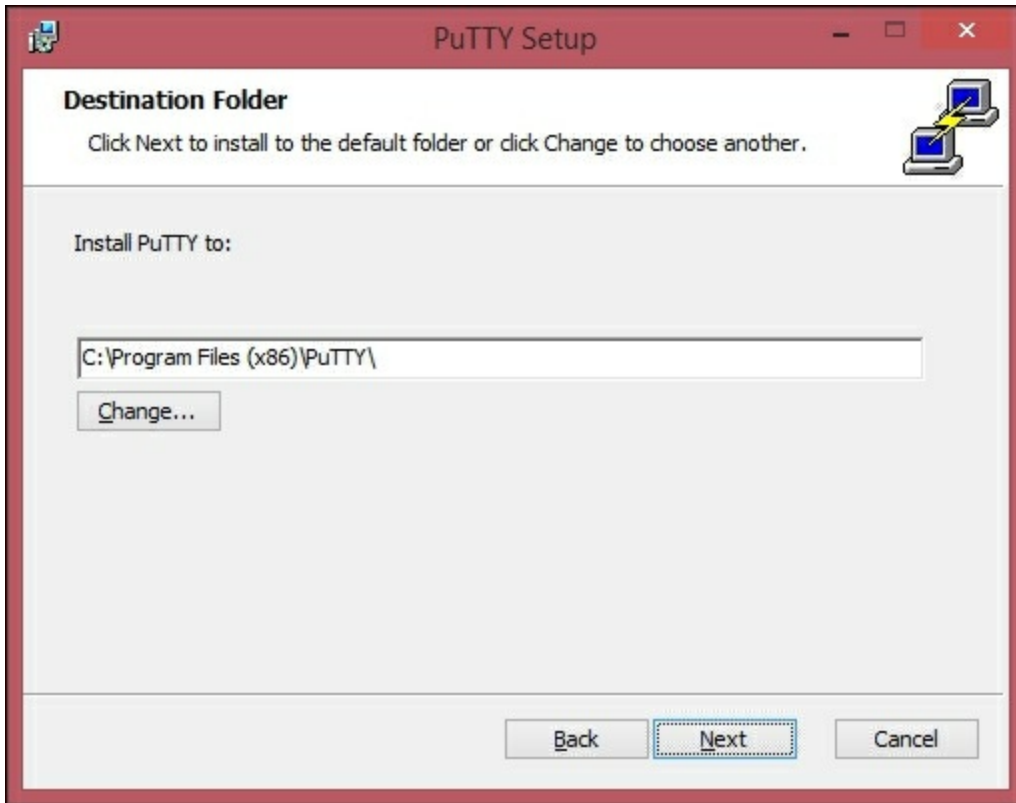 PuTTY Setup
Destination Folder
Click Next to install to the default folder or click Change to choose another.
Install PuTTY to:
C:\Program Files (x86)\PuTTY\
Change...
Back
Next
Cancel